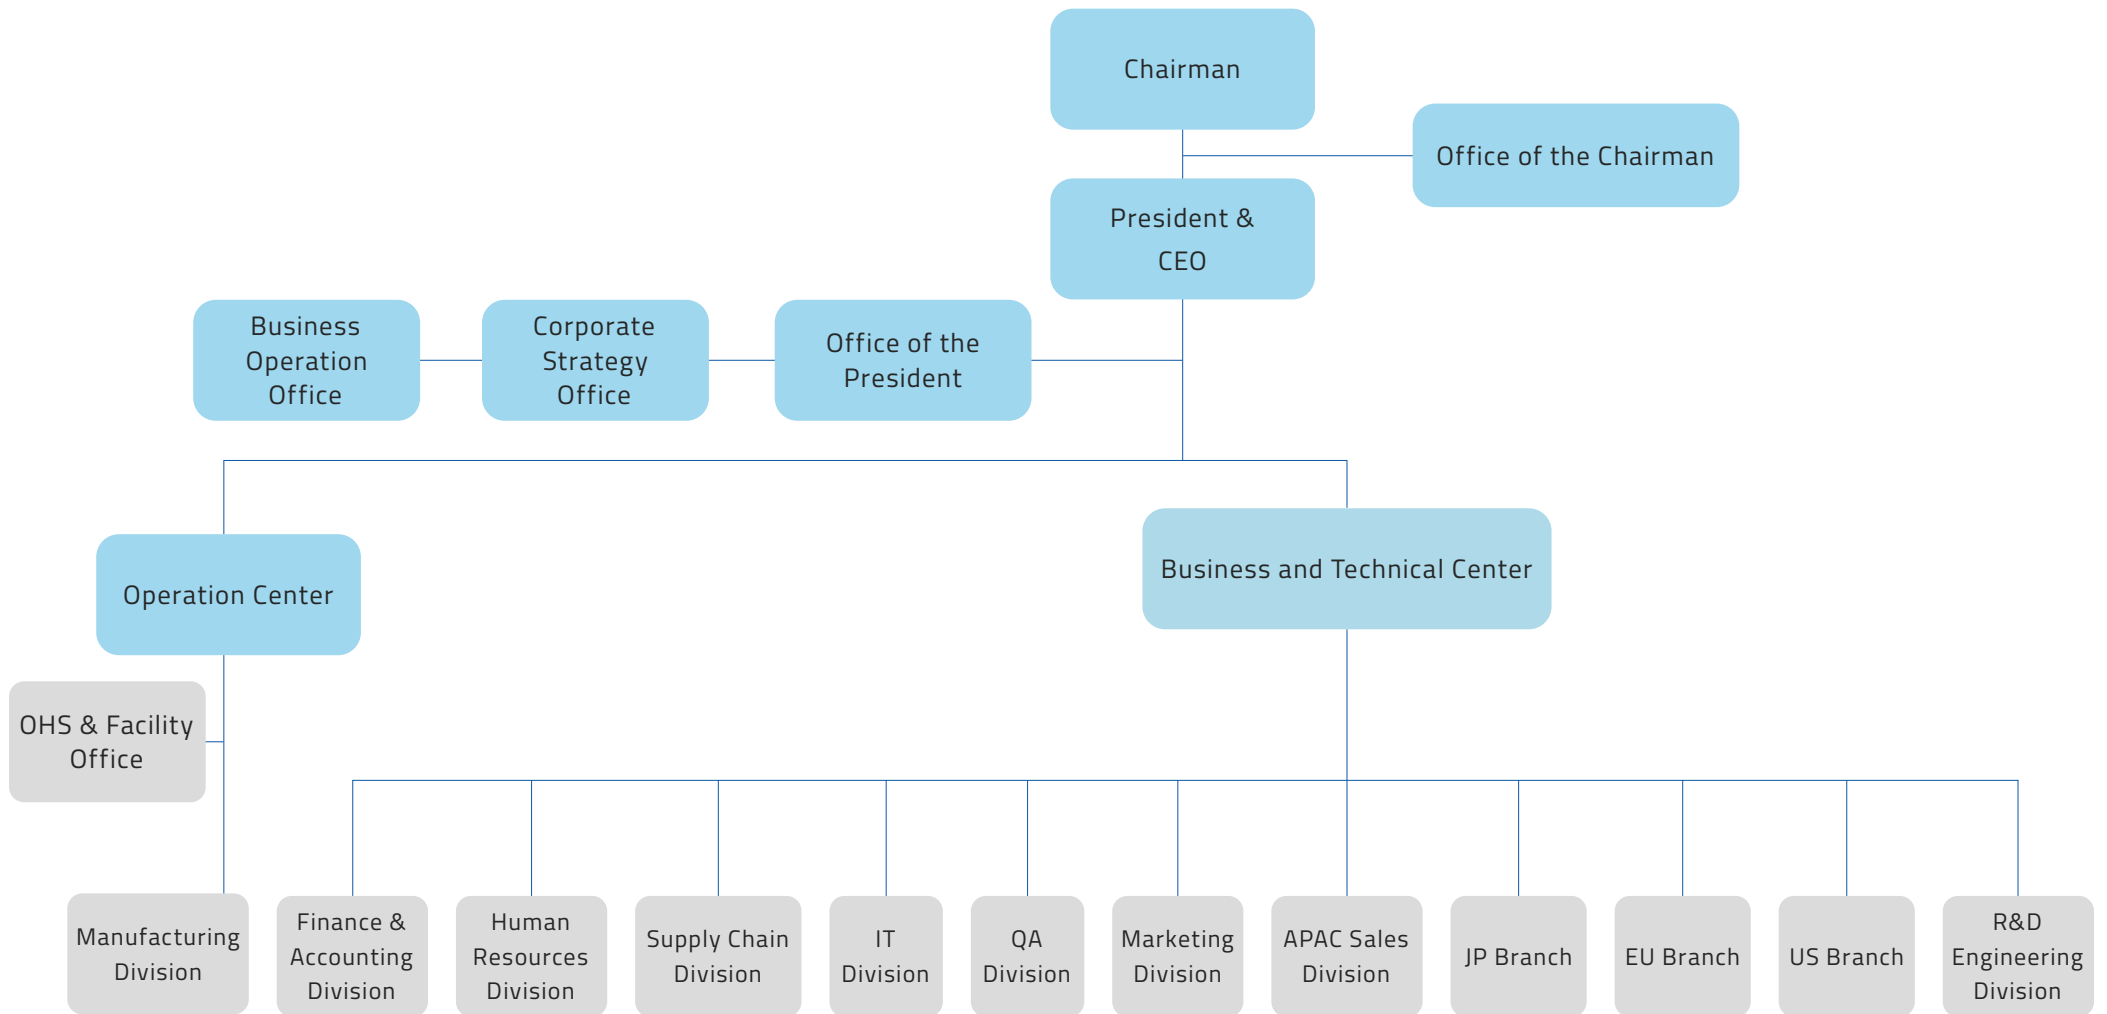 Chairman
Office of the Chairman
President &
CEO
Business
Operation
Office
Corporate
Strategy
Office
Office of the
President
Operation Center
Business and Technical Center
OHS & Facility
Office
Manufacturing
Division
Finance &
Accounting
Division
Human
Resources
Division
Supply Chain
Division
IT
Division
QA
Division
Marketing
Division
APAC Sales
Division
JP Branch
EU Branch
US Branch
R&D
Engineering
Division